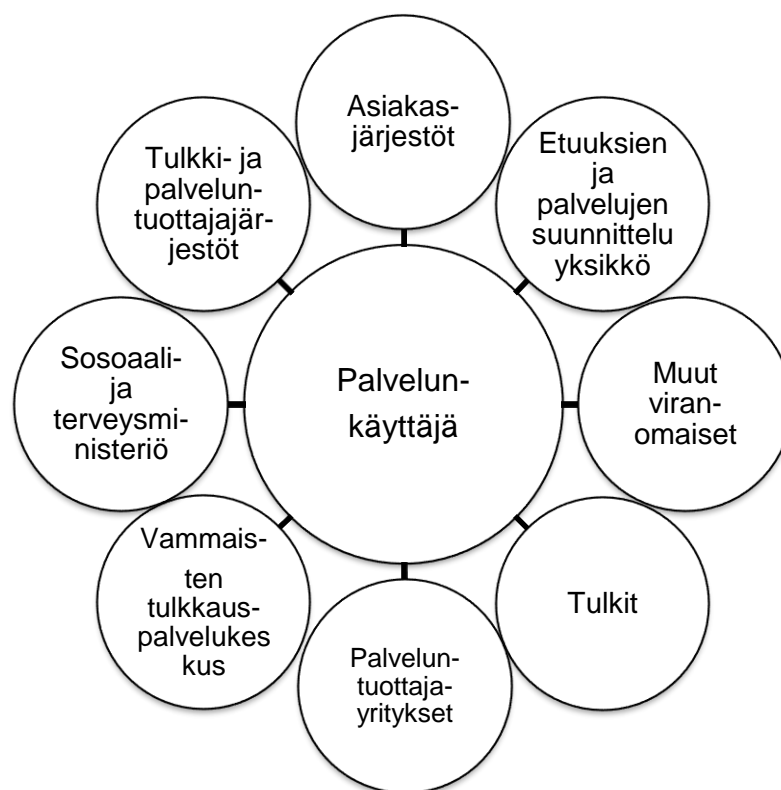 Asiakas-
järjestöt
Etuuksien
ja
palvelujen
suunnittelu
yksikkö
Muut
viran-
omaiset
Tulkit
Palvelun-
tuottaja-
yritykset
Vammais-
ten
tulkkaus-
palvelukes
kus
Sosoaali-
ja
terveysmi-
nisteriö
Tulkki- ja
palvelun-
tuottajajär-
jestöt
Palvelun-
käyttäjä